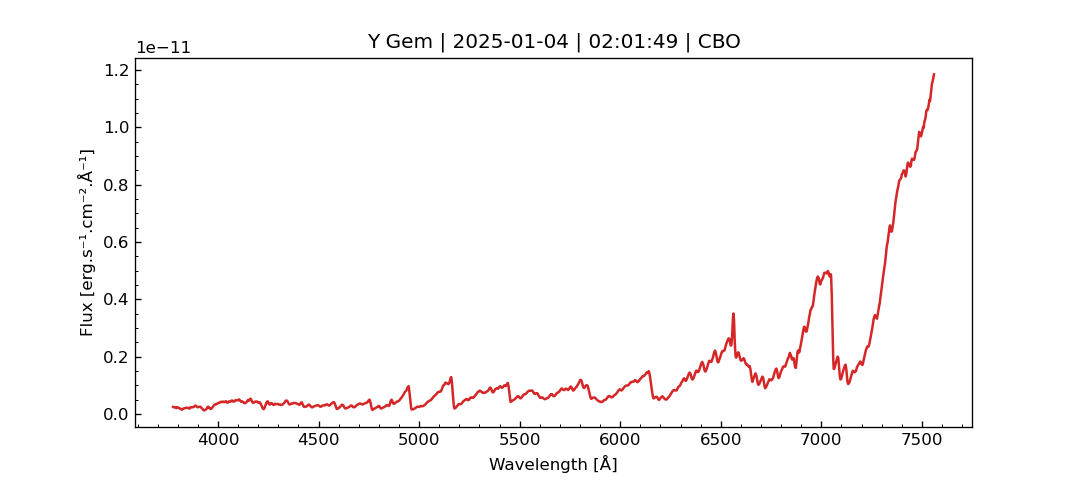 Y Gem | 2025-01-04 | 02:01:49 | CBO
1e−11
1.2
1.0
0.8
0.6
0.4
0.2
0.0
Flux [erg.s⁻¹.cm⁻².Å⁻¹]
4000 4500 5000 5500 6000 6500 7000 7500
Wavelength [Å]